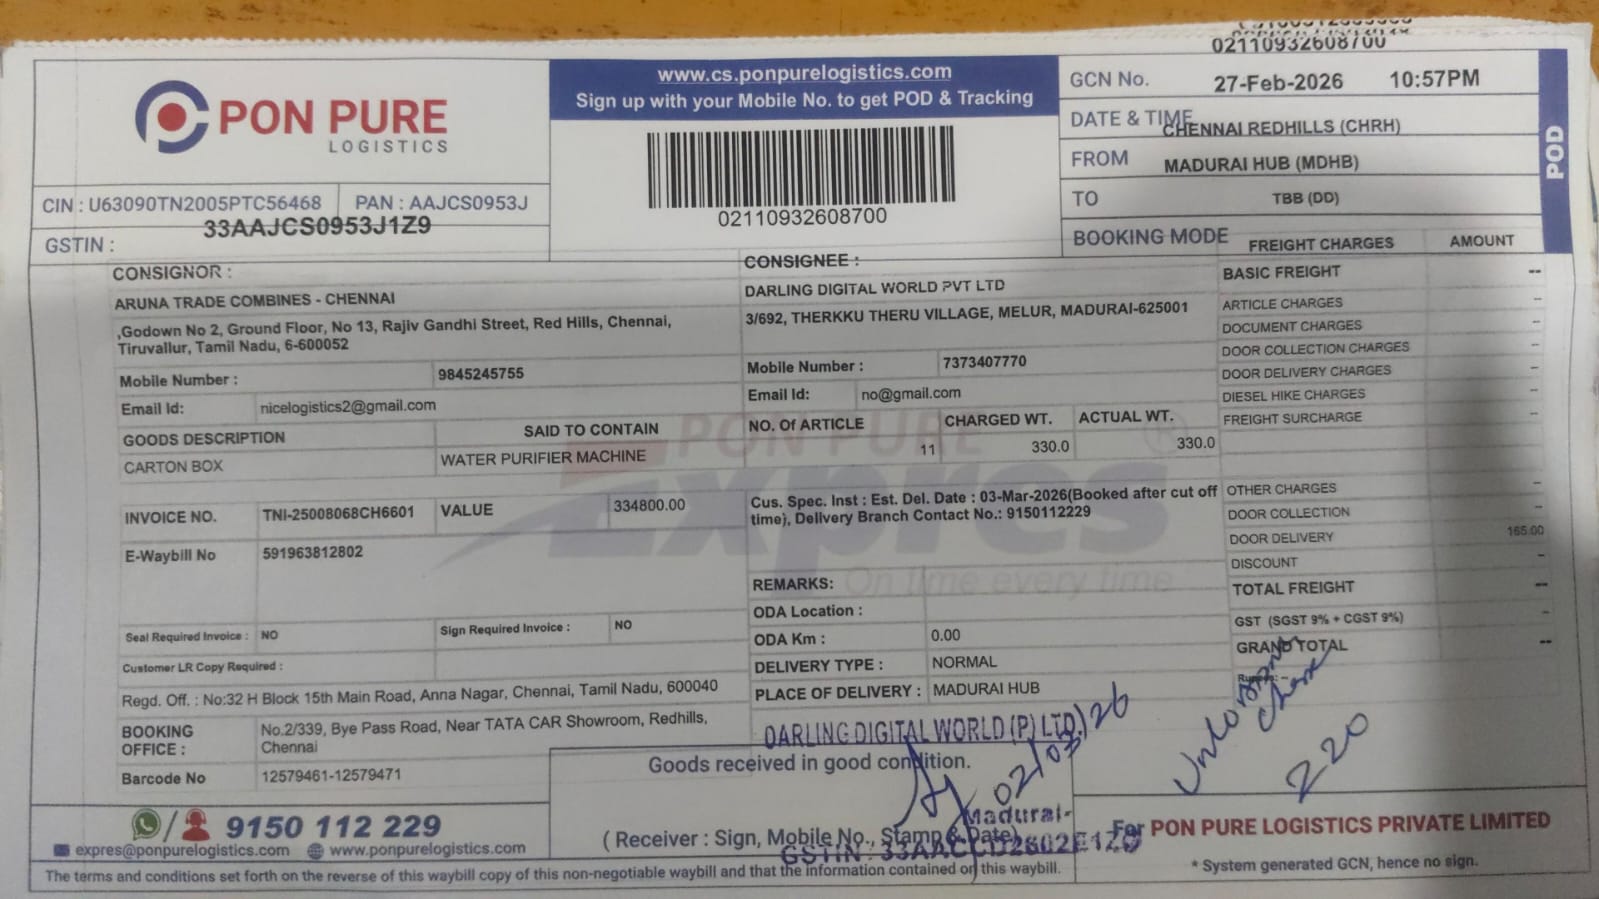 02110932608700
PON PURE
LOGISTICS
www.cs.ponpurelogistics.com
Sign up with your Mobile No. to get POD & Tracking
02110932608700
GCN No. 27-Feb-2026 10:57PM
DATE & TIME CHENNAI REDHILLS (CHRH)
FROM MADURAI HUB (MDHB)
TO TBB (DD)
BOOKING MODE
POD
CIN : U63090TN2005PTC56468 PAN : AAJCS0953J
GSTIN : 33AAJCS0953J1Z9
CONSIGNOR :
ARUNA TRADE COMBINES - CHENNAI
,Godown No 2, Ground Floor, No 13, Rajiv Gandhi Street, Red Hills, Chennai,
Tiruvallur, Tamil Nadu, 6-600052
Mobile Number : 9845245755
Email Id: nicelogistics2@gmail.com
GOODS DESCRIPTION SAID TO CONTAIN
CARTON BOX WATER PURIFIER MACHINE
INVOICE NO. TNI-25008068CH6601 VALUE 334800.00
E-Waybill No 591963812802
Seal Required Invoice : NO Sign Required Invoice : NO
Customer LR Copy Required :
Regd. Off. : No:32 H Block 15th Main Road, Anna Nagar, Chennai, Tamil Nadu, 600040
BOOKING OFFICE : No.2/339, Bye Pass Road, Near TATA CAR Showroom, Redhills,
Chennai
Barcode No 12579461-12579471
CONSIGNEE :
DARLING DIGITAL WORLD PVT LTD
3/692, THERKKU THERU VILLAGE, MELUR, MADURAI-625001
Mobile Number : 7373407770
Email Id: no@gmail.com
NO. Of ARTICLE CHARGED WT. ACTUAL WT.
11 330.0 330.0
PON PURE
Expres
On time every time
Cus. Spec. Inst : Est. Del. Date : 03-Mar-2026(Booked after cut off
time), Delivery Branch Contact No.: 9150112229
REMARKS:
ODA Location :
ODA Km : 0.00
DELIVERY TYPE : NORMAL
PLACE OF DELIVERY : MADURAI HUB
FREIGHT CHARGES AMOUNT
BASIC FREIGHT --
ARTICLE CHARGES -
DOCUMENT CHARGES -
DOOR COLLECTION CHARGES -
DOOR DELIVERY CHARGES -
DIESEL HIKE CHARGES -
FREIGHT SURCHARGE -
OTHER CHARGES -
DOOR COLLECTION -
DOOR DELIVERY 165.00
DISCOUNT -
TOTAL FREIGHT --
GST (SGST 9% + CGST 9%) -
GRAND TOTAL --
Rupees: --
220
DARLING DIGITAL WORLD (P) LTD.,
02/03/26
Goods received in good condition.
Madurai-
( Receiver : Sign, Mobile No., Stamp & Date)
GSTIN : 
9150 112 229
expres@ponpurelogistics.com www.ponpurelogistics.com
For PON PURE LOGISTICS PRIVATE LIMITED
* System generated GCN, hence no sign.
The terms and conditions set forth on the reverse of this waybill copy of this non-negotiable waybill and that the information contained on this waybill.